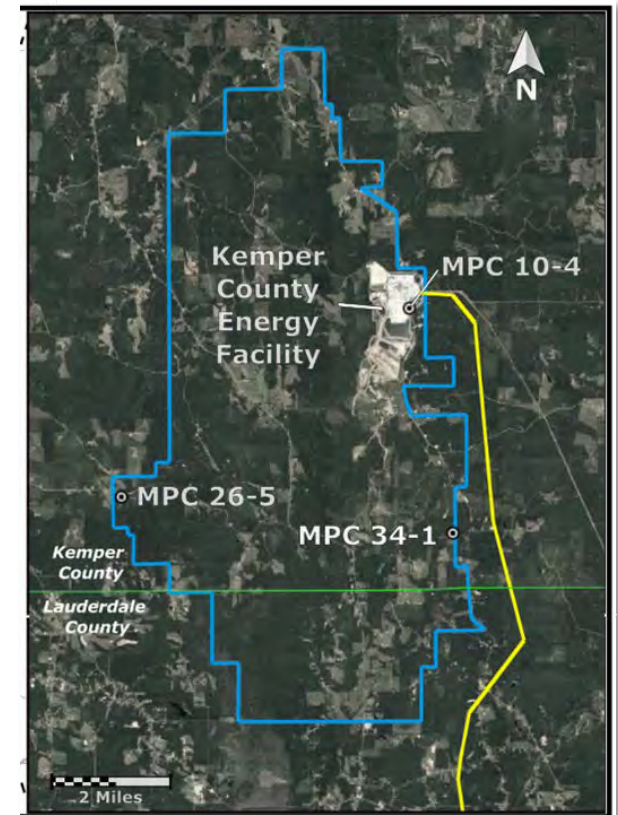 N
Kemper
County
Energy
Facility
MPC 10-4
MPC 26-5
MPC 34-1
Kemper
County
Lauderdale
County
2 Miles